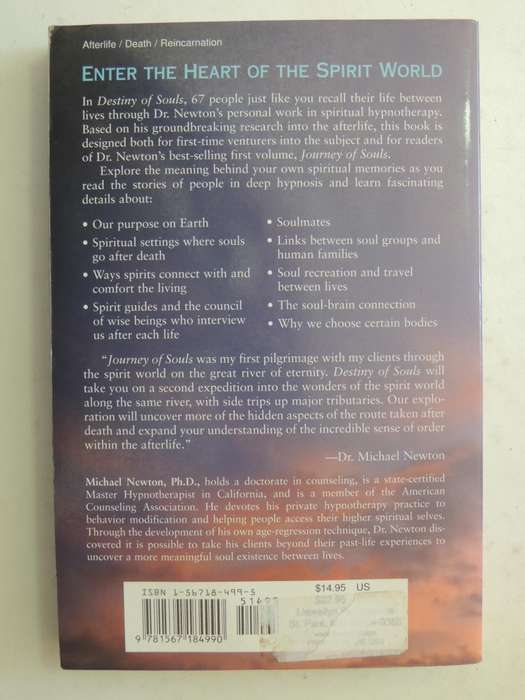 Afterlife / Death / Reincarnation
ENTER THE HEART OF THE SPIRIT WORLD
In Destiny of Souls, 67 people just like you recall their life between
lives through Dr. Newton's personal work in spiritual hypnotherapy.
Based on his groundbreaking research into the afterlife, this book is
designed both for first-time venturers into the subject and for readers
of Dr. Newton's best-selling first volume, Journey of Souls.
Explore the meaning behind your own spiritual memories as you
read the stories of people in deep hypnosis and learn fascinating
details about:
• Our purpose on Earth
• Spiritual settings where souls
go after death
• Ways spirits connect with and
comfort the living
• Spirit guides and the council
of wise beings who interview
us after each life
• Soulmates
• Links between soul groups and
human families
• Soul recreation and travel
between lives
• The soul-brain connection
• Why we choose certain bodies
"Journey of Souls was my first pilgrimage with my clients through
the spirit world on the great river of eternity. Destiny of Souls will
take you on a second expedition into the wonders of the spirit world
along the same river, with side trips up major tributaries. Our explo-
ration will uncover more of the hidden aspects of the route taken after
death and expand your understanding of the incredible sense of order
within the afterlife."
—Dr. Michael Newton
Michael Newton, Ph.D., holds a doctorate in counseling, is a state-certified
Master Hypnotherapist in California, and is a member of the American
Counseling Association. He devotes his private hypnotherapy practice to
behavior modification and helping people access their higher spiritual selves.
Through the development of his own age-regression technique, Dr. Newton dis-
covered it is possible to take his clients beyond their past-life experiences to
uncover a more meaningful soul existence between lives.
ISBN 1-56718-499-5
$14.95 US
9 781567 184990